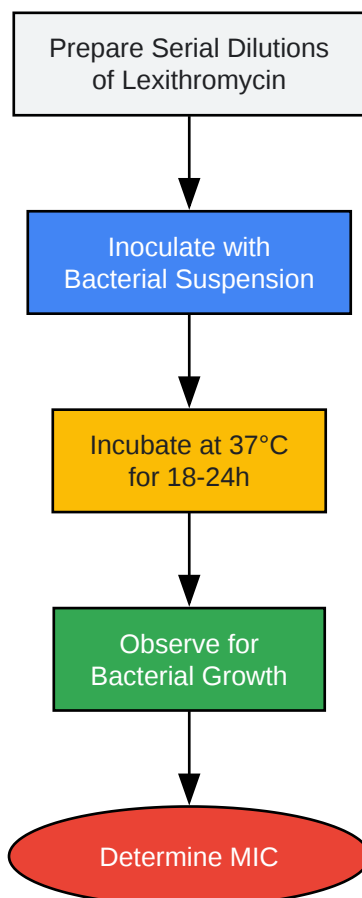 Prepare Serial Dilutions
of Lexithromycin
Inoculate with
Bacterial Suspension
Incubate at 37°C
for 18-24h
Observe for
Bacterial Growth
Determine MIC